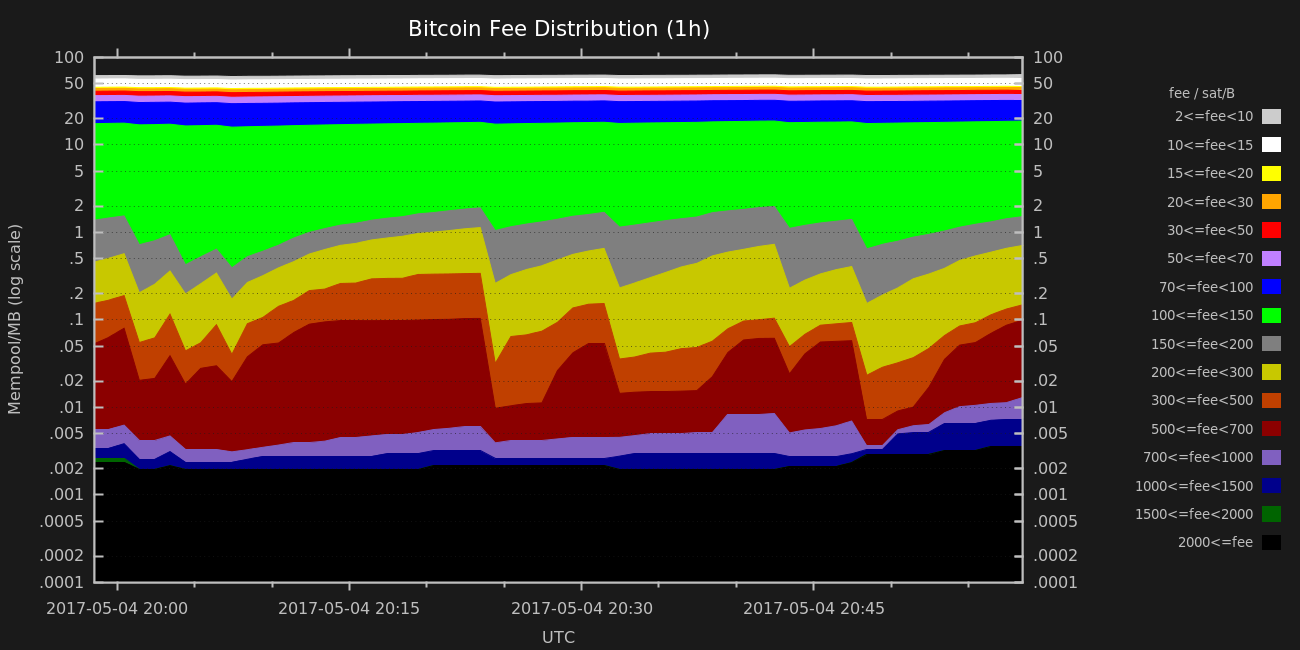 Bitcoin Fee Distribution (1h)
Mempool/MB (log scale)
100
50
20
10
5
2
1
.5
.2
.1
.05
.02
.01
.005
.002
.001
.0005
.0002
.0001
100
50
20
10
5
2
1
.5
.2
.1
.05
.02
.01
.005
.002
.001
.0005
.0002
.0001
2017-05-04 20:00
2017-05-04 20:15
2017-05-04 20:30
2017-05-04 20:45
UTC
fee / sat/B
2<=fee<10
10<=fee<15
15<=fee<20
20<=fee<30
30<=fee<50
50<=fee<70
70<=fee<100
100<=fee<150
150<=fee<200
200<=fee<300
300<=fee<500
500<=fee<700
700<=fee<1000
1000<=fee<1500
1500<=fee<2000
2000<=fee